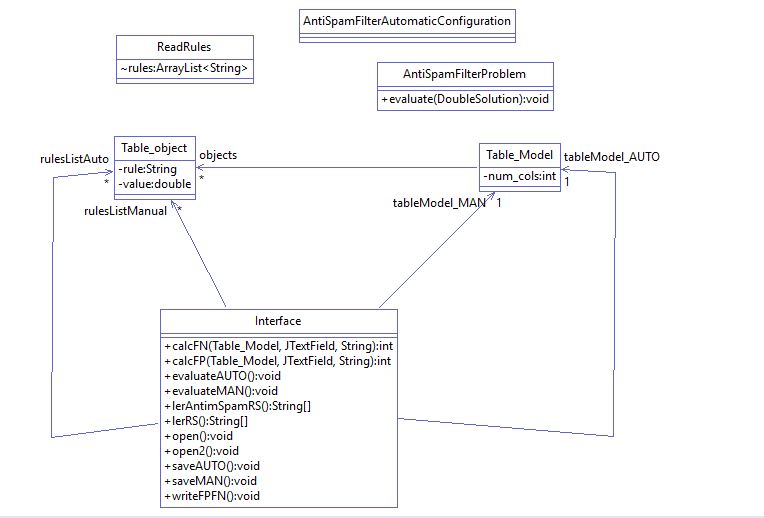 AntiSpamFilterAutomaticConfiguration
ReadRules
~rules:ArrayList<String>
AntiSpamFilterProblem
+evaluate(DoubleSolution):void
rulesListAuto
*
Table_object
-rule:String
-value:double
objects
*
Table_Model
-num_cols:int
tableModel_AUTO
1
rulesListManual
*
tableModel_MAN
1
Interface
+calcFN(Table_Model, JTextField, String):int
+calcFP(Table_Model, JTextField, String):int
+evaluateAUTO():void
+evaluateMAN():void
+lerAntimSpamRS():String[]
+lerRS():String[]
+open():void
+open2():void
+saveAUTO():void
+saveMAN():void
+writeFPFN():void